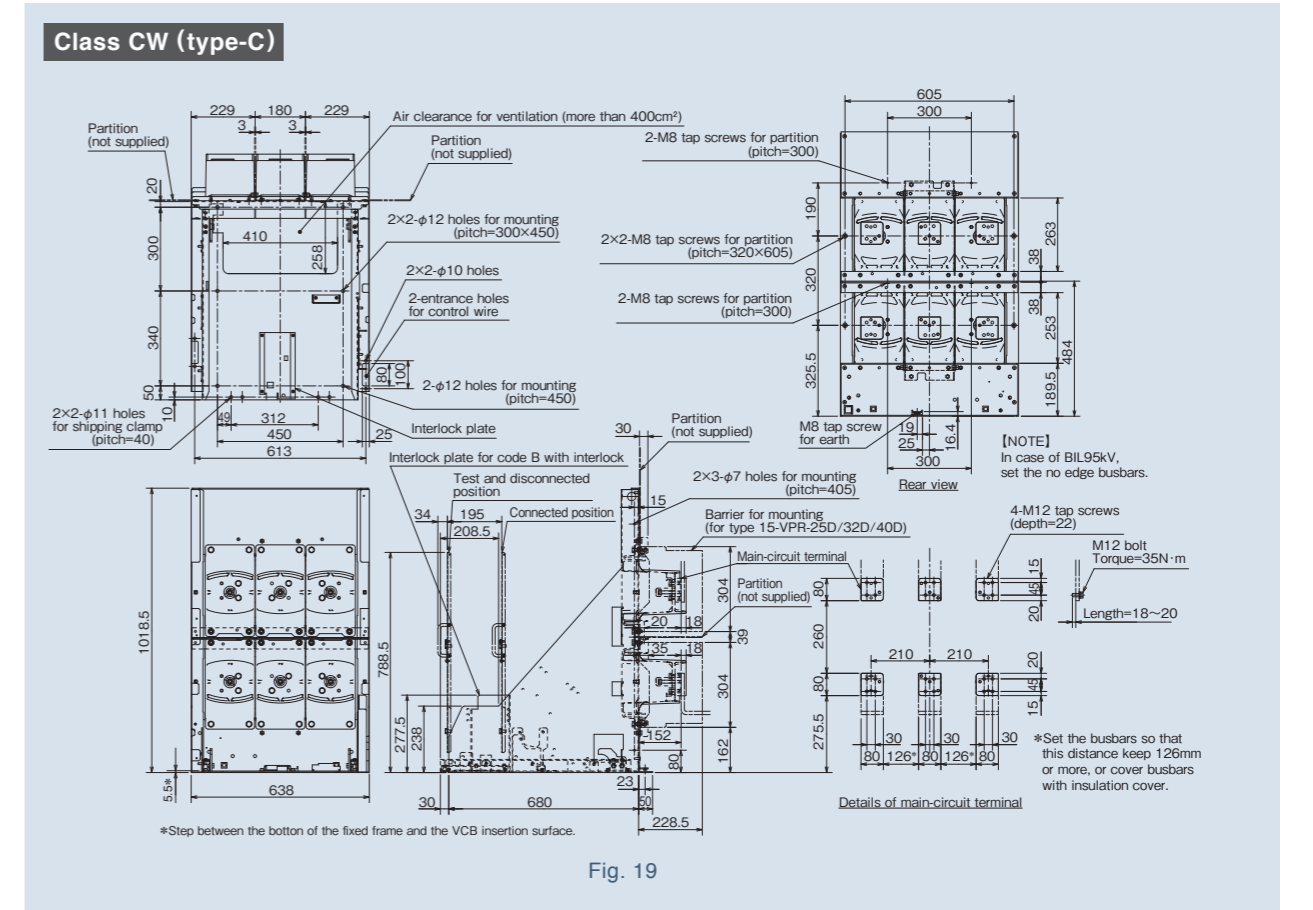 Class CW (type-C)
229
180
229
3
3
Partition
(not supplied)
Air clearance for ventilation (more than 400cm²)
Partition
(not supplied)
20
300
340
50
10
410
258
2×2-φ12 holes for mounting
(pitch=300×450)
2×2-φ10 holes
2-entrance holes
for control wire
80
100
2-φ12 holes for mounting
(pitch=450)
2×2-φ11 holes
for shipping clamp
(pitch=40)
49
312
450
25
613
Interlock plate
605
300
2-M8 tap screws for partition
(pitch=300)
190
2×2-M8 tap screws for partition
(pitch=320×605)
320
2-M8 tap screws for partition
(pitch=300)
325.5
263
38
38
253
484
189.5
M8 tap screw
for earth
19
25
16.4
300
Rear view
【NOTE】
In case of BIL95kV,
set the no edge busbars.
1018.5
5.5*
638
*Step between the botton of the fixed frame and the VCB insertion surface.
Interlock plate for code B with interlock
Test and disconnected
position
Connected position
34
195
208.5
788.5
277.5
238
30
680
30
Partition
(not supplied)
15
2×3-φ7 holes for mounting
(pitch=405)
Barrier for mounting
(for type 15-VPR-25D/32D/40D)
Main-circuit terminal
Partition
(not supplied)
304
20
18
39
35
18
304
152
162
80
23
50
228.5
4-M12 tap screws
(depth=22)
M12 bolt
Torque=35N·m
Length=18～20
80
15
45
20
260
210
210
80
20
45
15
275.5
30
30
30
80
126*
80
126*
80
*Set the busbars so that
this distance keep 126mm
or more, or cover busbars
with insulation cover.
Details of main-circuit terminal
Fig. 19